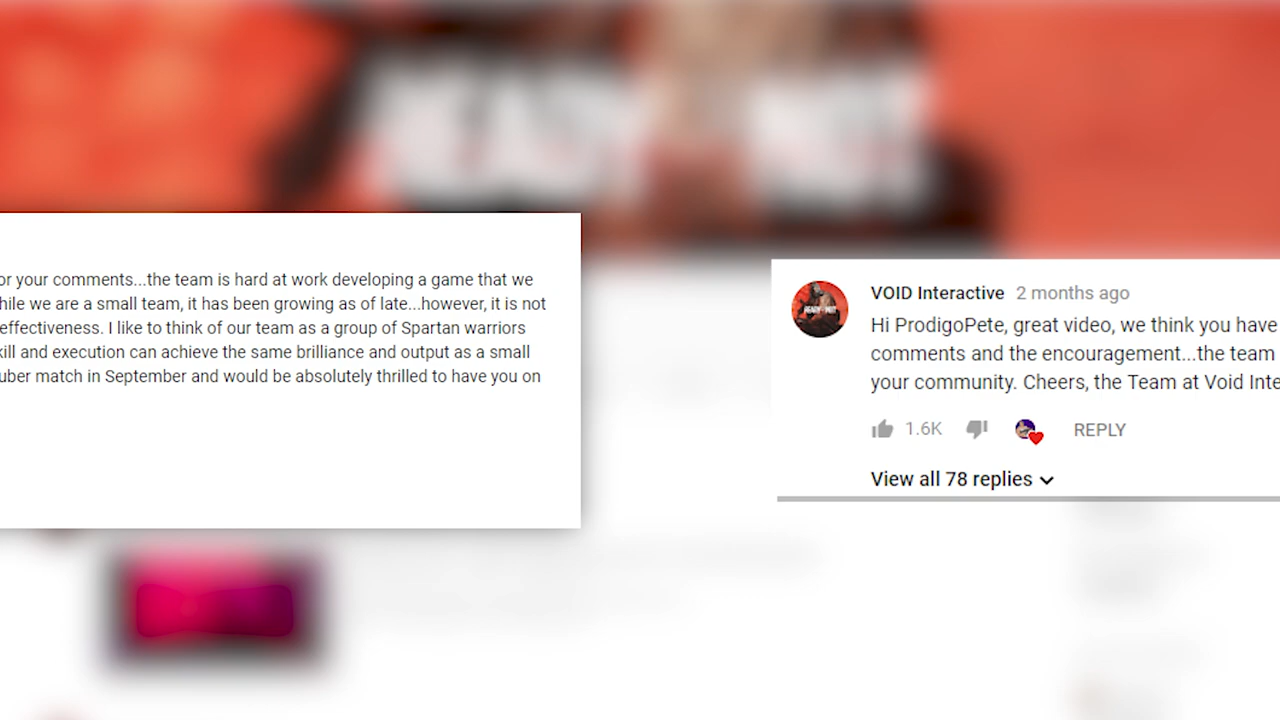 or your comments...the team is hard at work developing a game that we
hile we are a small team, it has been growing as of late...however, it is not
effectiveness. I like to think of our team as a group of Spartan warriors
kill and execution can achieve the same brilliance and output as a small
uber match in September and would be absolutely thrilled to have you on
VOID Interactive 2 months ago
Hi ProdigoPete, great video, we think you have
comments and the encouragement...the team
your community. Cheers, the Team at Void Inte
1.6K REPLY
View all 78 replies